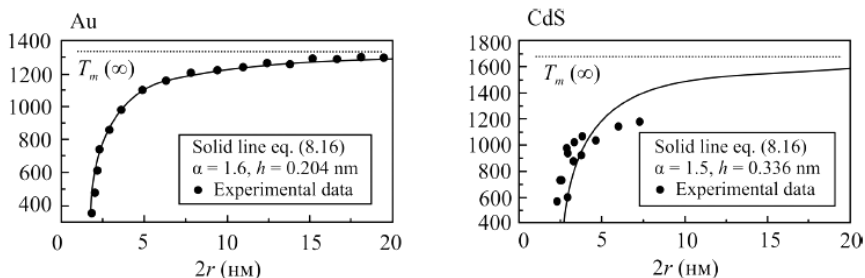 Au
1400
1200
1000
800
600
400
T_m (∞)
Solid line eq. (8.16)
α = 1.6, h = 0.204 nm
● Experimental data
0 5 10 15 20
2r (нм)
CdS
1800
1600
1400
1200
1000
800
600
400
T_m (∞)
Solid line eq. (8.16)
α = 1.5, h = 0.336 nm
● Experimental data
0 5 10 15 20
2r (нм)